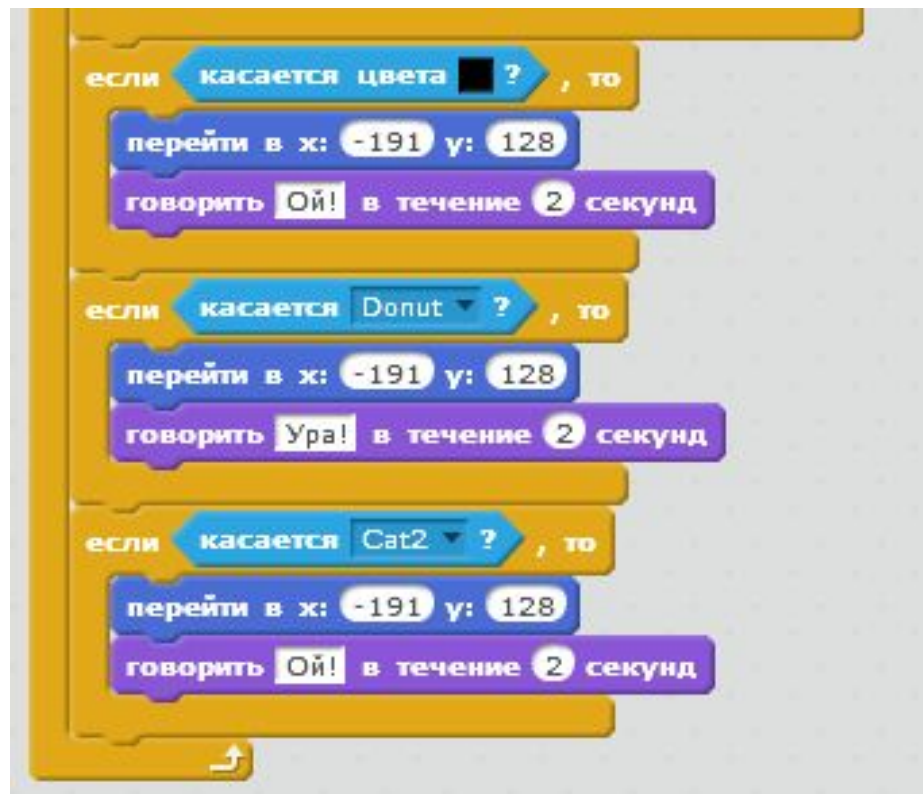 если касается цвета ? , то
перейти в x: -191 y: 128
говорить Ой! в течение 2 секунд
если касается Donut ? , то
перейти в x: -191 y: 128
говорить Ура! в течение 2 секунд
если касается Cat2 ? , то
перейти в x: -191 y: 128
говорить Ой! в течение 2 секунд